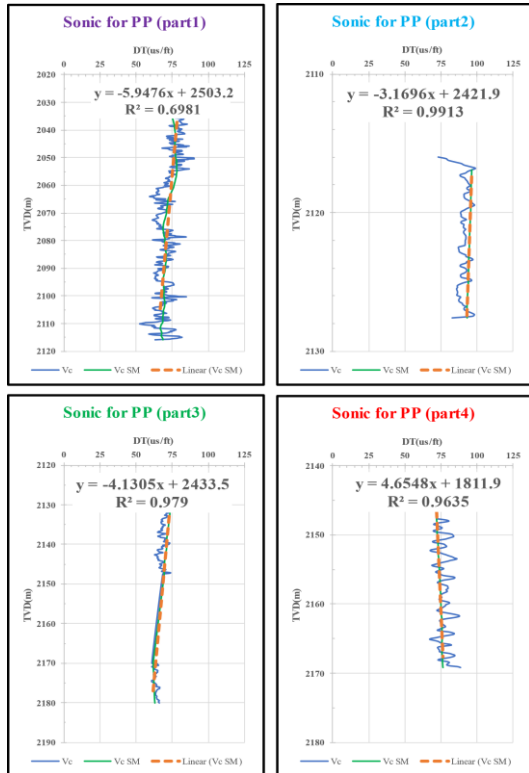 Sonic for PP (part1)
DT(us/ft)
0 25 50 75 100 125
2020
y = -5.9476x + 2503.2
2030
R² = 0.6981
2040
2050
2060
2070
2080
2090
2100
2110
2120
TVD(m)
Vc Vc SM Linear (Vc SM)
Sonic for PP (part2)
DT(us/ft)
0 25 50 75 100 125
2110
y = -3.1696x + 2421.9
R² = 0.9913
2120
2130
TVD(m)
Vc Vc SM Linear (Vc SM)
Sonic for PP (part3)
DT(us/ft)
0 25 50 75 100 125
2120
y = -4.1305x + 2433.5
R² = 0.979
2130
2140
2150
2160
2170
2180
2190
TVD(m)
Vc Vc SM Linear (Vc SM)
Sonic for PP (part4)
DT(us/ft)
0 25 50 75 100 125
2140
y = 4.6548x + 1811.9
R² = 0.9635
2150
2160
2170
2180
TVD(m)
Vc Vc SM Linear (Vc SM)